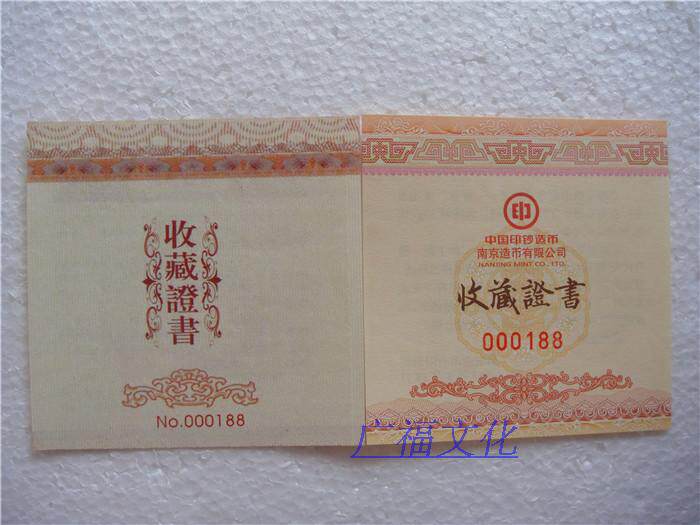 收藏證書
No.000188
印
中国印钞造币
南京造币有限公司
NANJING MINT CO., LTD.
收藏證書
000188
广福文化